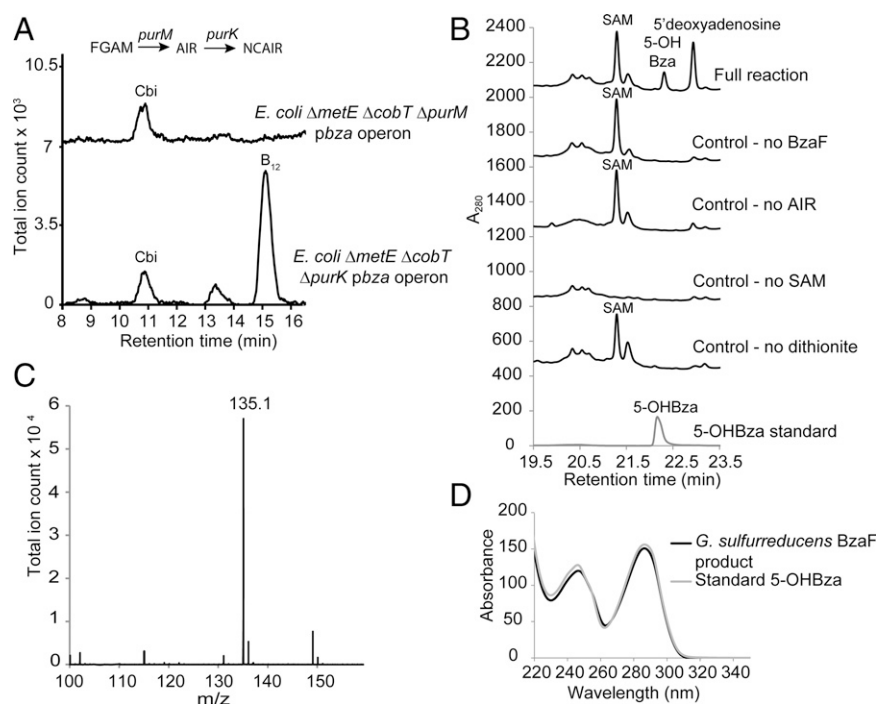 A
purM purK
FGAM AIR NCAIR
10.5
7
3.5
0
Total ion count x 10³
Cbi
E. coli ΔmetE ΔcobT ΔpurM
pbza operon
B₁₂
Cbi
E. coli ΔmetE ΔcobT
ΔpurK pbza operon
8 9 10 11 12 13 14 15 16
Retention time (min)
B
2400
2200
2000
1800
1600
1400
1200
1000
800
600
400
200
0
A₂₈₀
SAM
5'deoxyadenosine
5-OH
Bza
Full reaction
SAM
Control - no BzaF
SAM
Control - no AIR
Control - no SAM
SAM
Control - no dithionite
5-OHBza
5-OHBza standard
19.5 20.5 21.5 22.5 23.5
Retention time (min)
C
6
5
4
3
2
1
0
Total ion count x 10⁴
135.1
100 110 120 130 140 150
m/z
D
200
150
100
50
0
Absorbance
G. sulfurreducens BzaF
product
Standard 5-OHBza
220 260 300 340
Wavelength (nm)